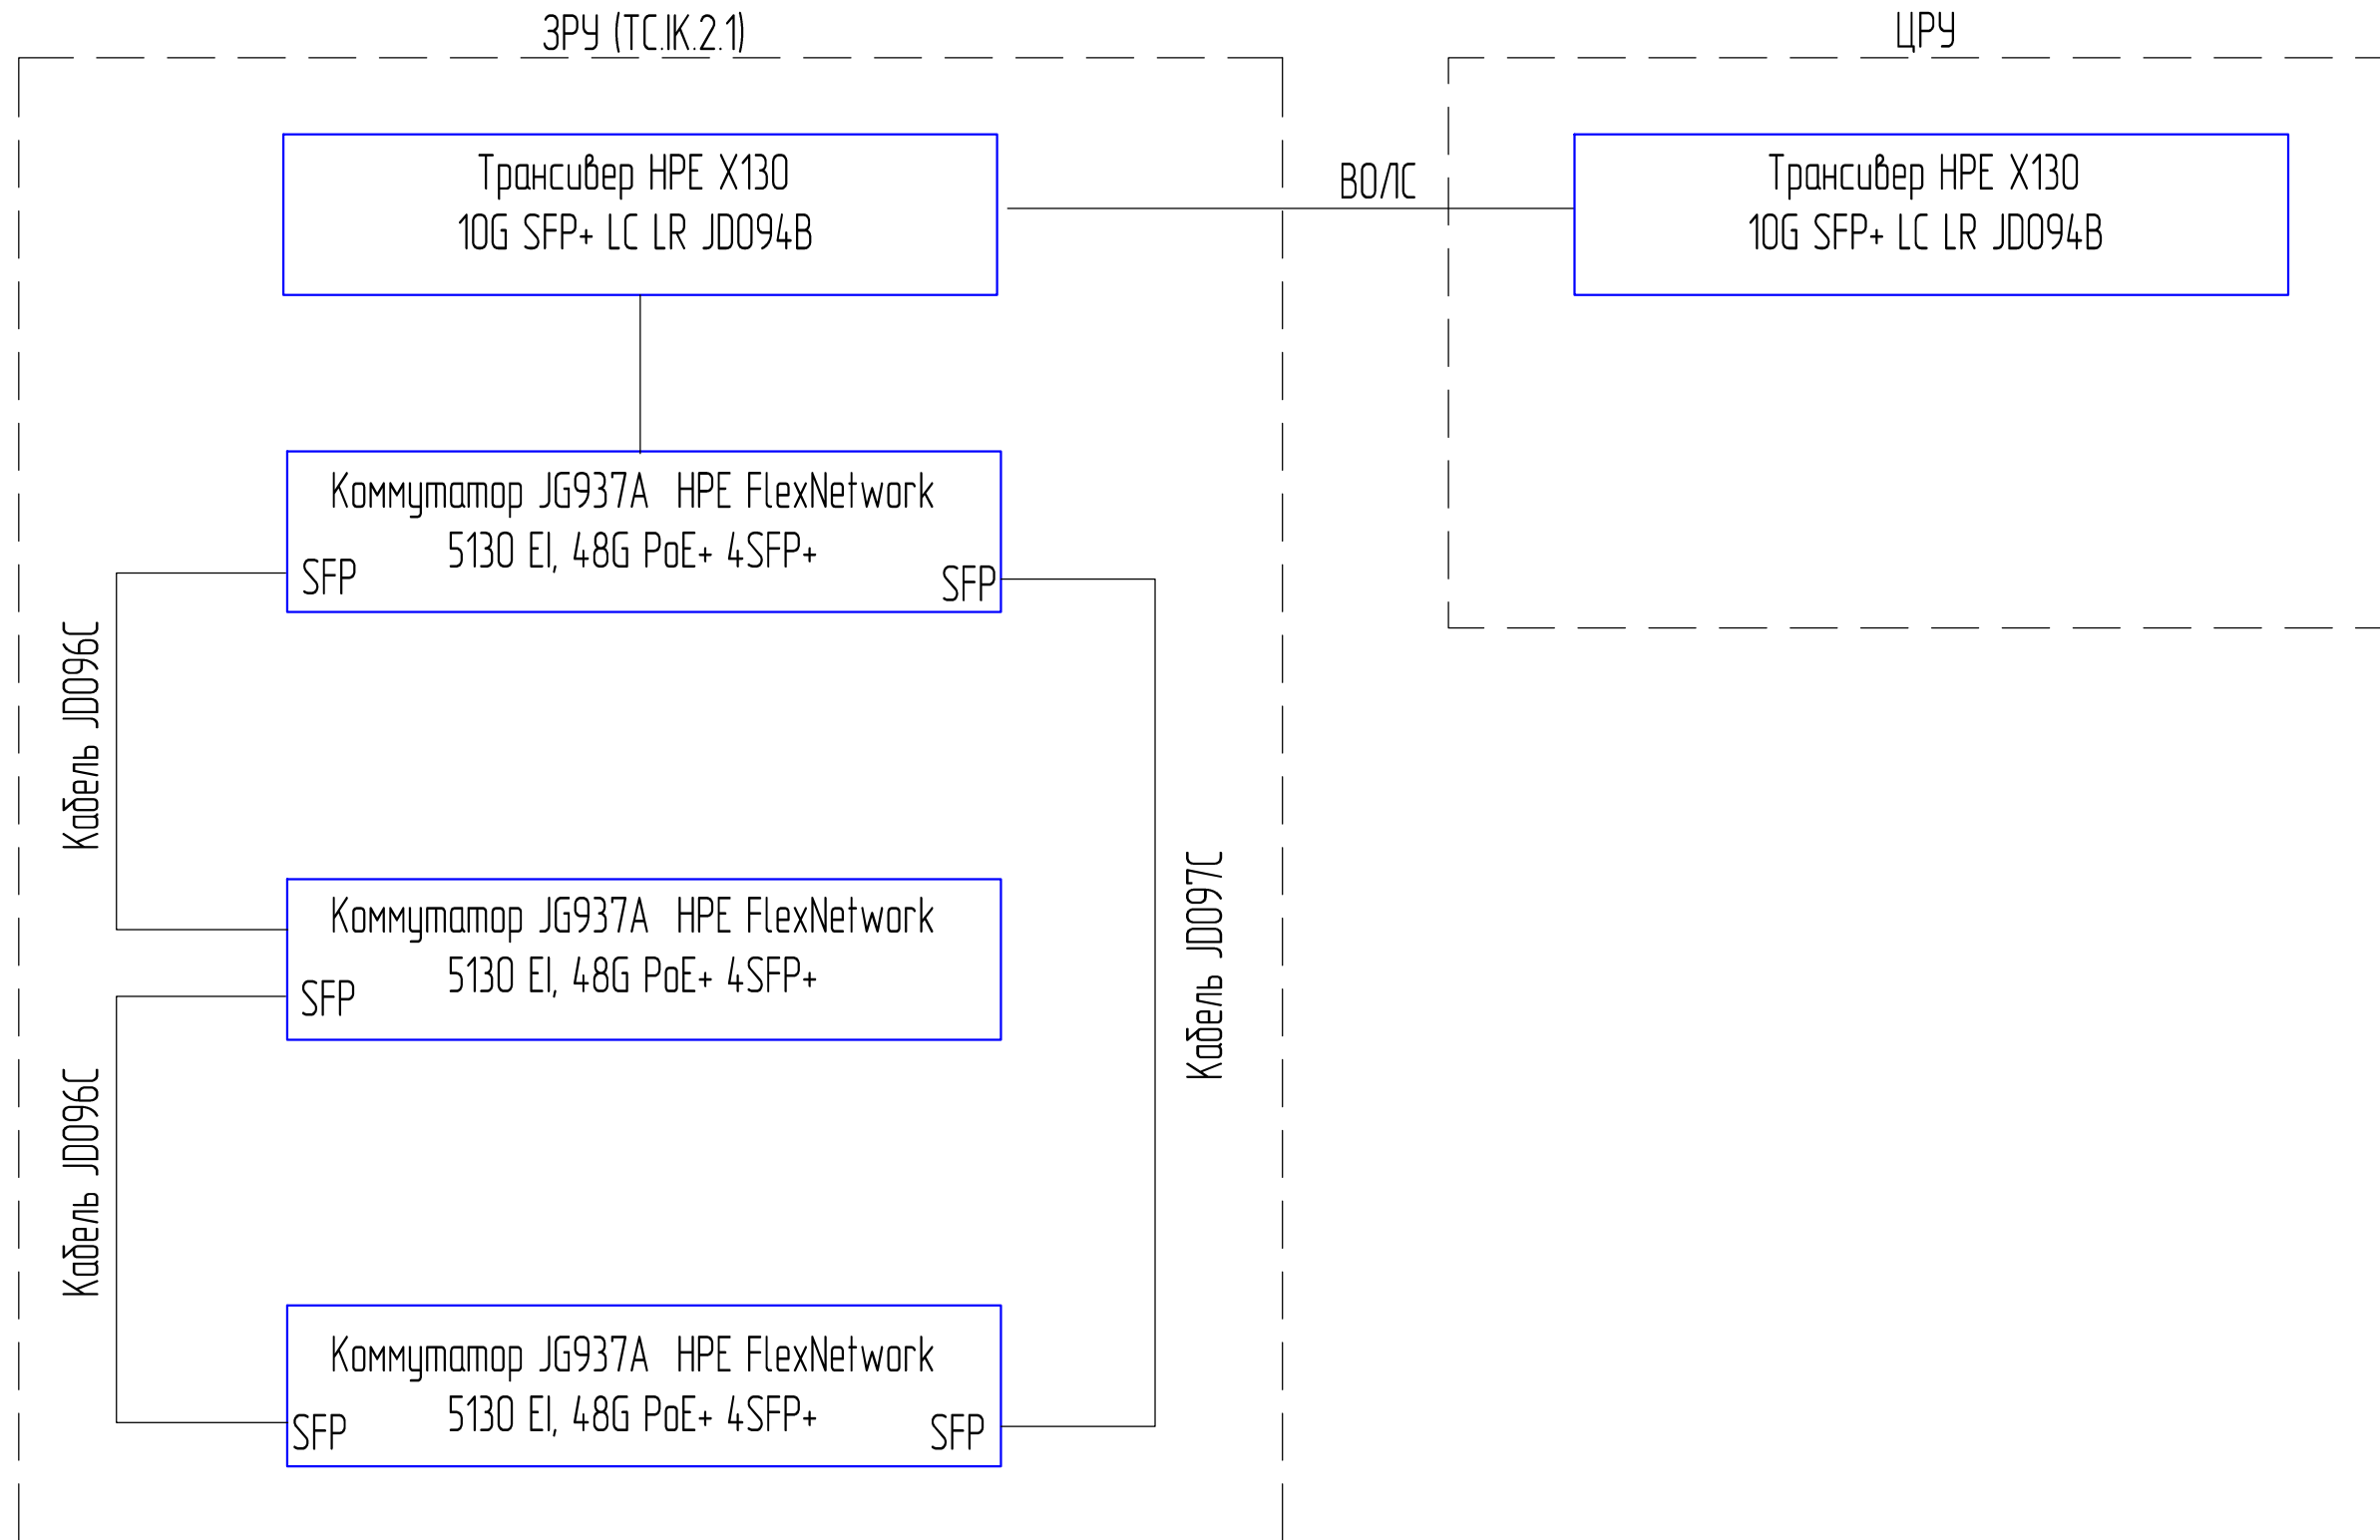 ЗРУ (ТС.IK.2.1)
ЦРУ
Трансивер HPE X130
10G SFP+ LC LR JD094B
ВО/1С
Трансивер HPE X130
10G SFP+ LC LR JD094B
Коммутатор JG937A HPE FlexNetwork
5130 EI, 48G PoE+ 4SFP+
SFP
SFP
Кабель JD096C
Коммутатор JG937A HPE FlexNetwork
5130 EI, 48G PoE+ 4SFP+
SFP
Кабель JD097C
Кабель JD096C
Коммутатор JG937A HPE FlexNetwork
5130 EI, 48G PoE+ 4SFP+
SFP
SFP